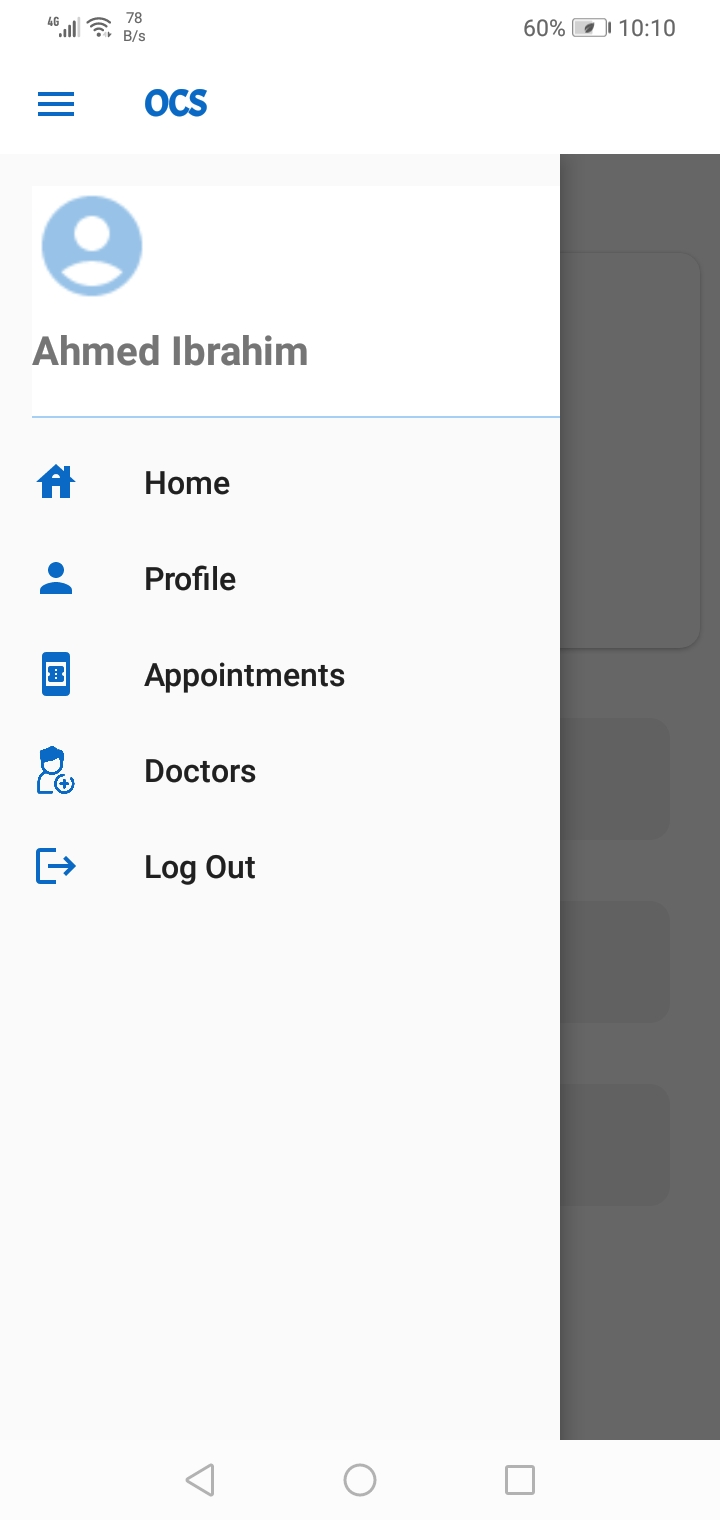 4G
78
B/s
60%
10:10
OCS
Ahmed Ibrahim
Home
Profile
Appointments
Doctors
Log Out